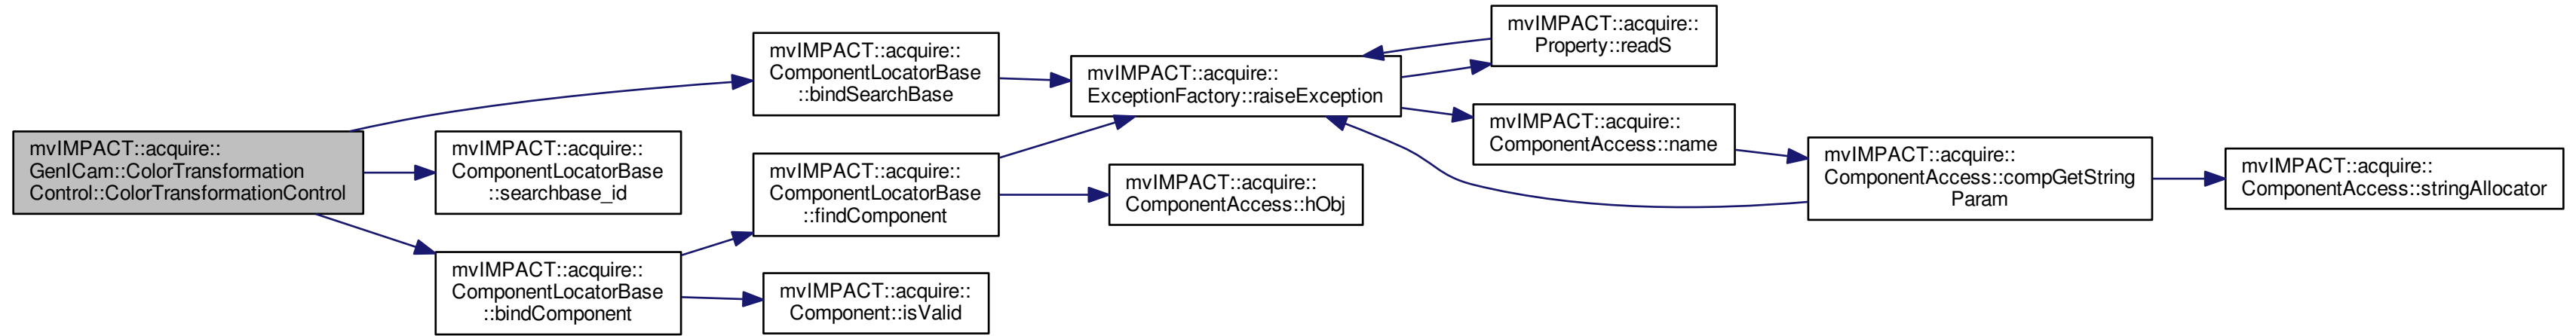 mvIMPACT::acquire::
GenICam::ColorTransformation
Control::ColorTransformationControl
mvIMPACT::acquire::
ComponentLocatorBase
::bindSearchBase
mvIMPACT::acquire::
ComponentLocatorBase
::searchbase_id
mvIMPACT::acquire::
ComponentLocatorBase
::bindComponent
mvIMPACT::acquire::
ComponentLocatorBase
::findComponent
mvIMPACT::acquire::
Component::isValid
mvIMPACT::acquire::
ExceptionFactory::raiseException
mvIMPACT::acquire::
ComponentAccess::hObj
mvIMPACT::acquire::
Property::readS
mvIMPACT::acquire::
ComponentAccess::name
mvIMPACT::acquire::
ComponentAccess::compGetString
Param
mvIMPACT::acquire::
ComponentAccess::stringAllocator